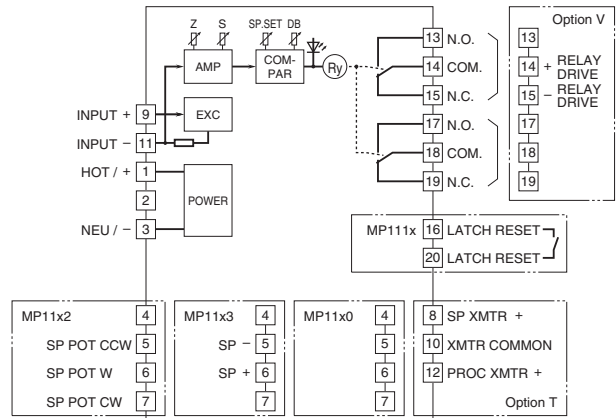 Z S SP.SET DB
AMP
COM-
PAR
Ry
EXC
INPUT + 9
INPUT − 11
HOT / + 1
2
NEU / − 3
POWER
13 N.O.
14 COM.
15 N.C.
17 N.O.
18 COM.
19 N.C.
Option V
13
14 + RELAY
DRIVE
15 − RELAY
DRIVE
17
18
19
MP111x 16 LATCH RESET
20 LATCH RESET
MP11x2 4
SP POT CCW 5
SP POT W 6
SP POT CW 7
MP11x3 4
SP − 5
SP + 6
7
MP11x0 4
5
6
7
8 SP XMTR +
10 XMTR COMMON
12 PROC XMTR +
Option T